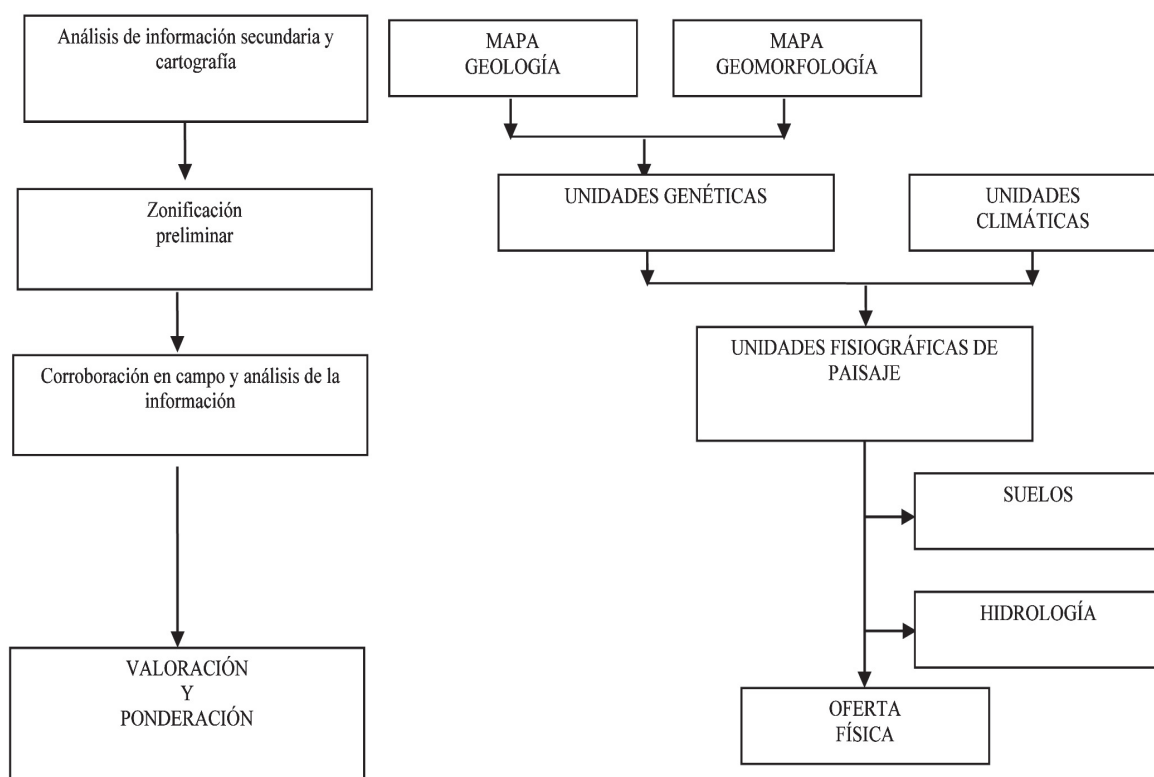 Análisis de información secundaria y
cartografía
Zonificación
preliminar
Corroboración en campo y análisis de la
información
VALORACIÓN
Y
PONDERACIÓN
MAPA
GEOLOGÍA
MAPA
GEOMORFOLOGÍA
UNIDADES GENÉTICAS
UNIDADES
CLIMÁTICAS
UNIDADES FISIOGRÁFICAS DE
PAISAJE
SUELOS
HIDROLOGÍA
OFERTA
FÍSICA